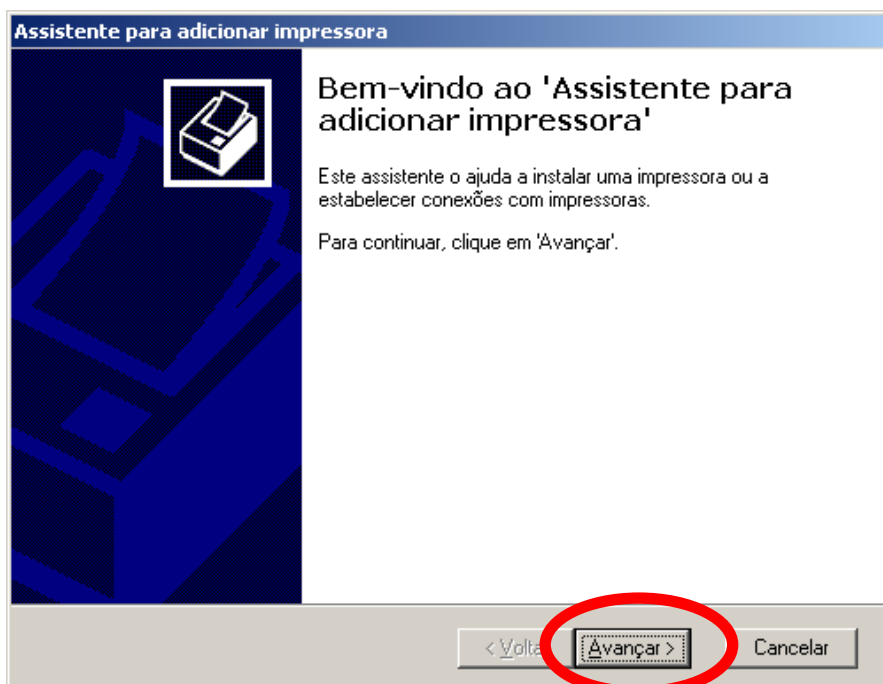 Assistente para adicionar impressora
Bem-vindo ao 'Assistente para
adicionar impressora'
Este assistente o ajuda a instalar uma impressora ou a
estabelecer conexões com impressoras.
Para continuar, clique em 'Avançar'.
< Volta
Avançar >
Cancelar